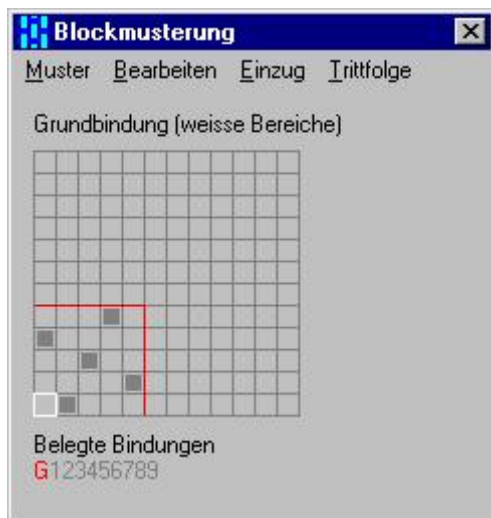 Blockmusterung
Muster Bearbeiten Einzug Trittfolge
Grundbindung (weisse Bereiche)
Belegte Bindungen
G123456789